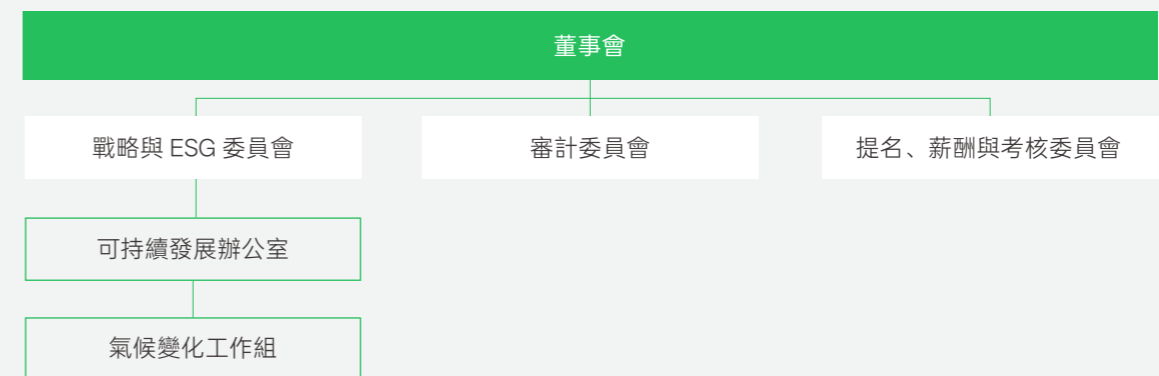 董事會
戰略與 ESG 委員會
審計委員會
提名、薪酬與考核委員會
可持續發展辦公室
氣候變化工作組